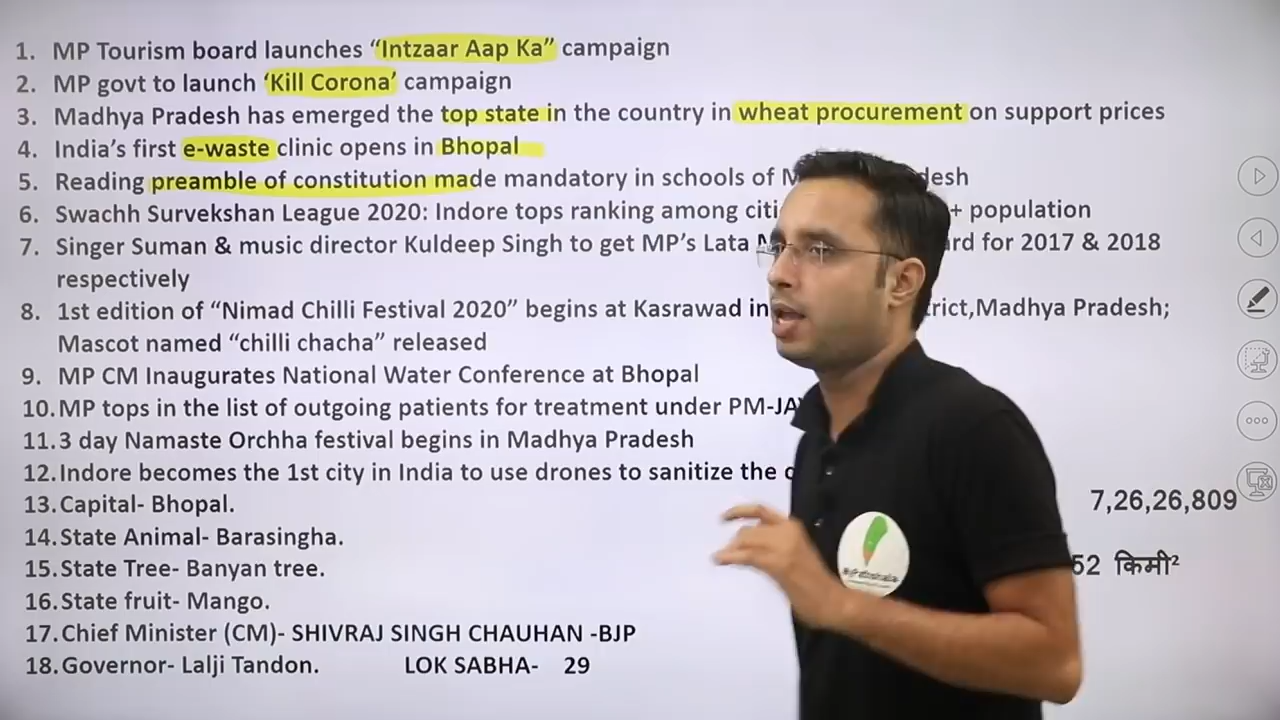 1. MP Tourism board launches “Intzaar Aap Ka” campaign
2. MP govt to launch ‘Kill Corona’ campaign
3. Madhya Pradesh has emerged the top state in the country in wheat procurement on support prices
4. India’s first e-waste clinic opens in Bhopal
5. Reading preamble of constitution made mandatory in schools of
6. Swachh Survekshan League 2020: Indore tops ranking among + population
7. Singer Suman & music director Kuldeep Singh to get MP’s Lata for 2017 & 2018
respectively
8. 1st edition of “Nimad Chilli Festival 2020” begins at Kasrawad in ,Madhya Pradesh;
Mascot named “chilli chacha” released
9. MP CM Inaugurates National Water Conference at Bhopal
10. MP tops in the list of outgoing patients for treatment under
11. 3 day Namaste Orchha festival begins in Madhya Pradesh
12. Indore becomes the 1st city in India to use drones to sanitize the
13. Capital- Bhopal.
7,26,26,809
14. State Animal- Barasingha.
15. State Tree- Banyan tree.
52 किमी²
16. State fruit- Mango.
17. Chief Minister (CM)- SHIVRAJ SINGH CHAUHAN -BJP
18. Governor- Lalji Tandon. LOK SABHA- 29